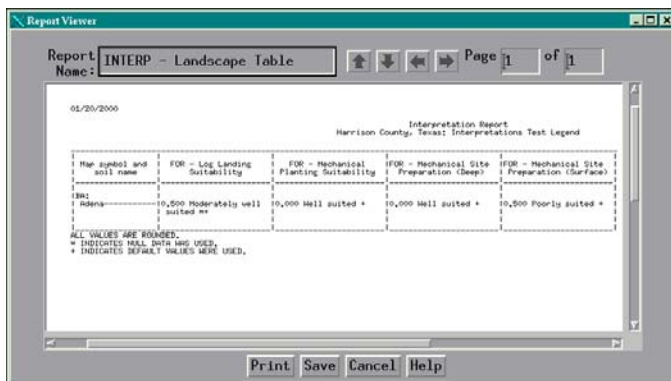 Report Viewer
Report Name: INTERP - Landscape Table
Page 1 of 1
01/20/2000
Interpretation Report
Harrison County, Texas; Interpretations Test Legend
Map symbol and soil name
FOR - Log Landing Suitability
FOR - Mechanical Planting Suitability
FOR - Mechanical Site Preparation (Deep)
FOR - Mechanical Site Preparation (Surface)
BA:
Adena-------------- 0.500 Moderately well suited *+ 0.000 Well suited + 0.000 Well suited + 0.500 Poorly suited +
ALL VALUES ARE ROUNDED.
* INDICATES NULL DATA WAS USED.
+ INDICATES DEFAULT VALUES WERE USED.
Print Save Cancel Help